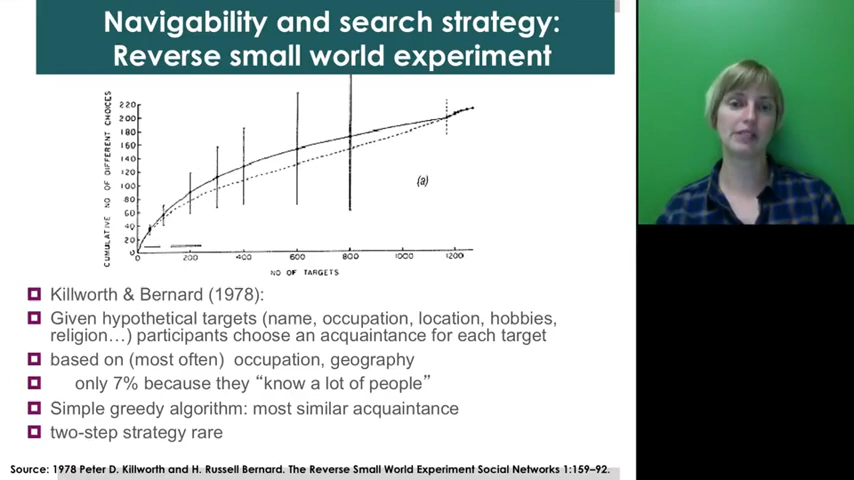 Navigability and search strategy:
Reverse small world experiment
CUMULATIVE NO OF DIFFERENT CHOICES
220
200
180
160
140
120
100
80
60
40
20
0
(a)
0 200 400 600 800 1000 1200
NO OF TARGETS
Killworth & Bernard (1978):
Given hypothetical targets (name, occupation, location, hobbies,
religion…) participants choose an acquaintance for each target
based on (most often) occupation, geography
only 7% because they “know a lot of people”
Simple greedy algorithm: most similar acquaintance
two-step strategy rare
Source: 1978 Peter D. Killworth and H. Russell Bernard. The Reverse Small World Experiment Social Networks 1:159–92.